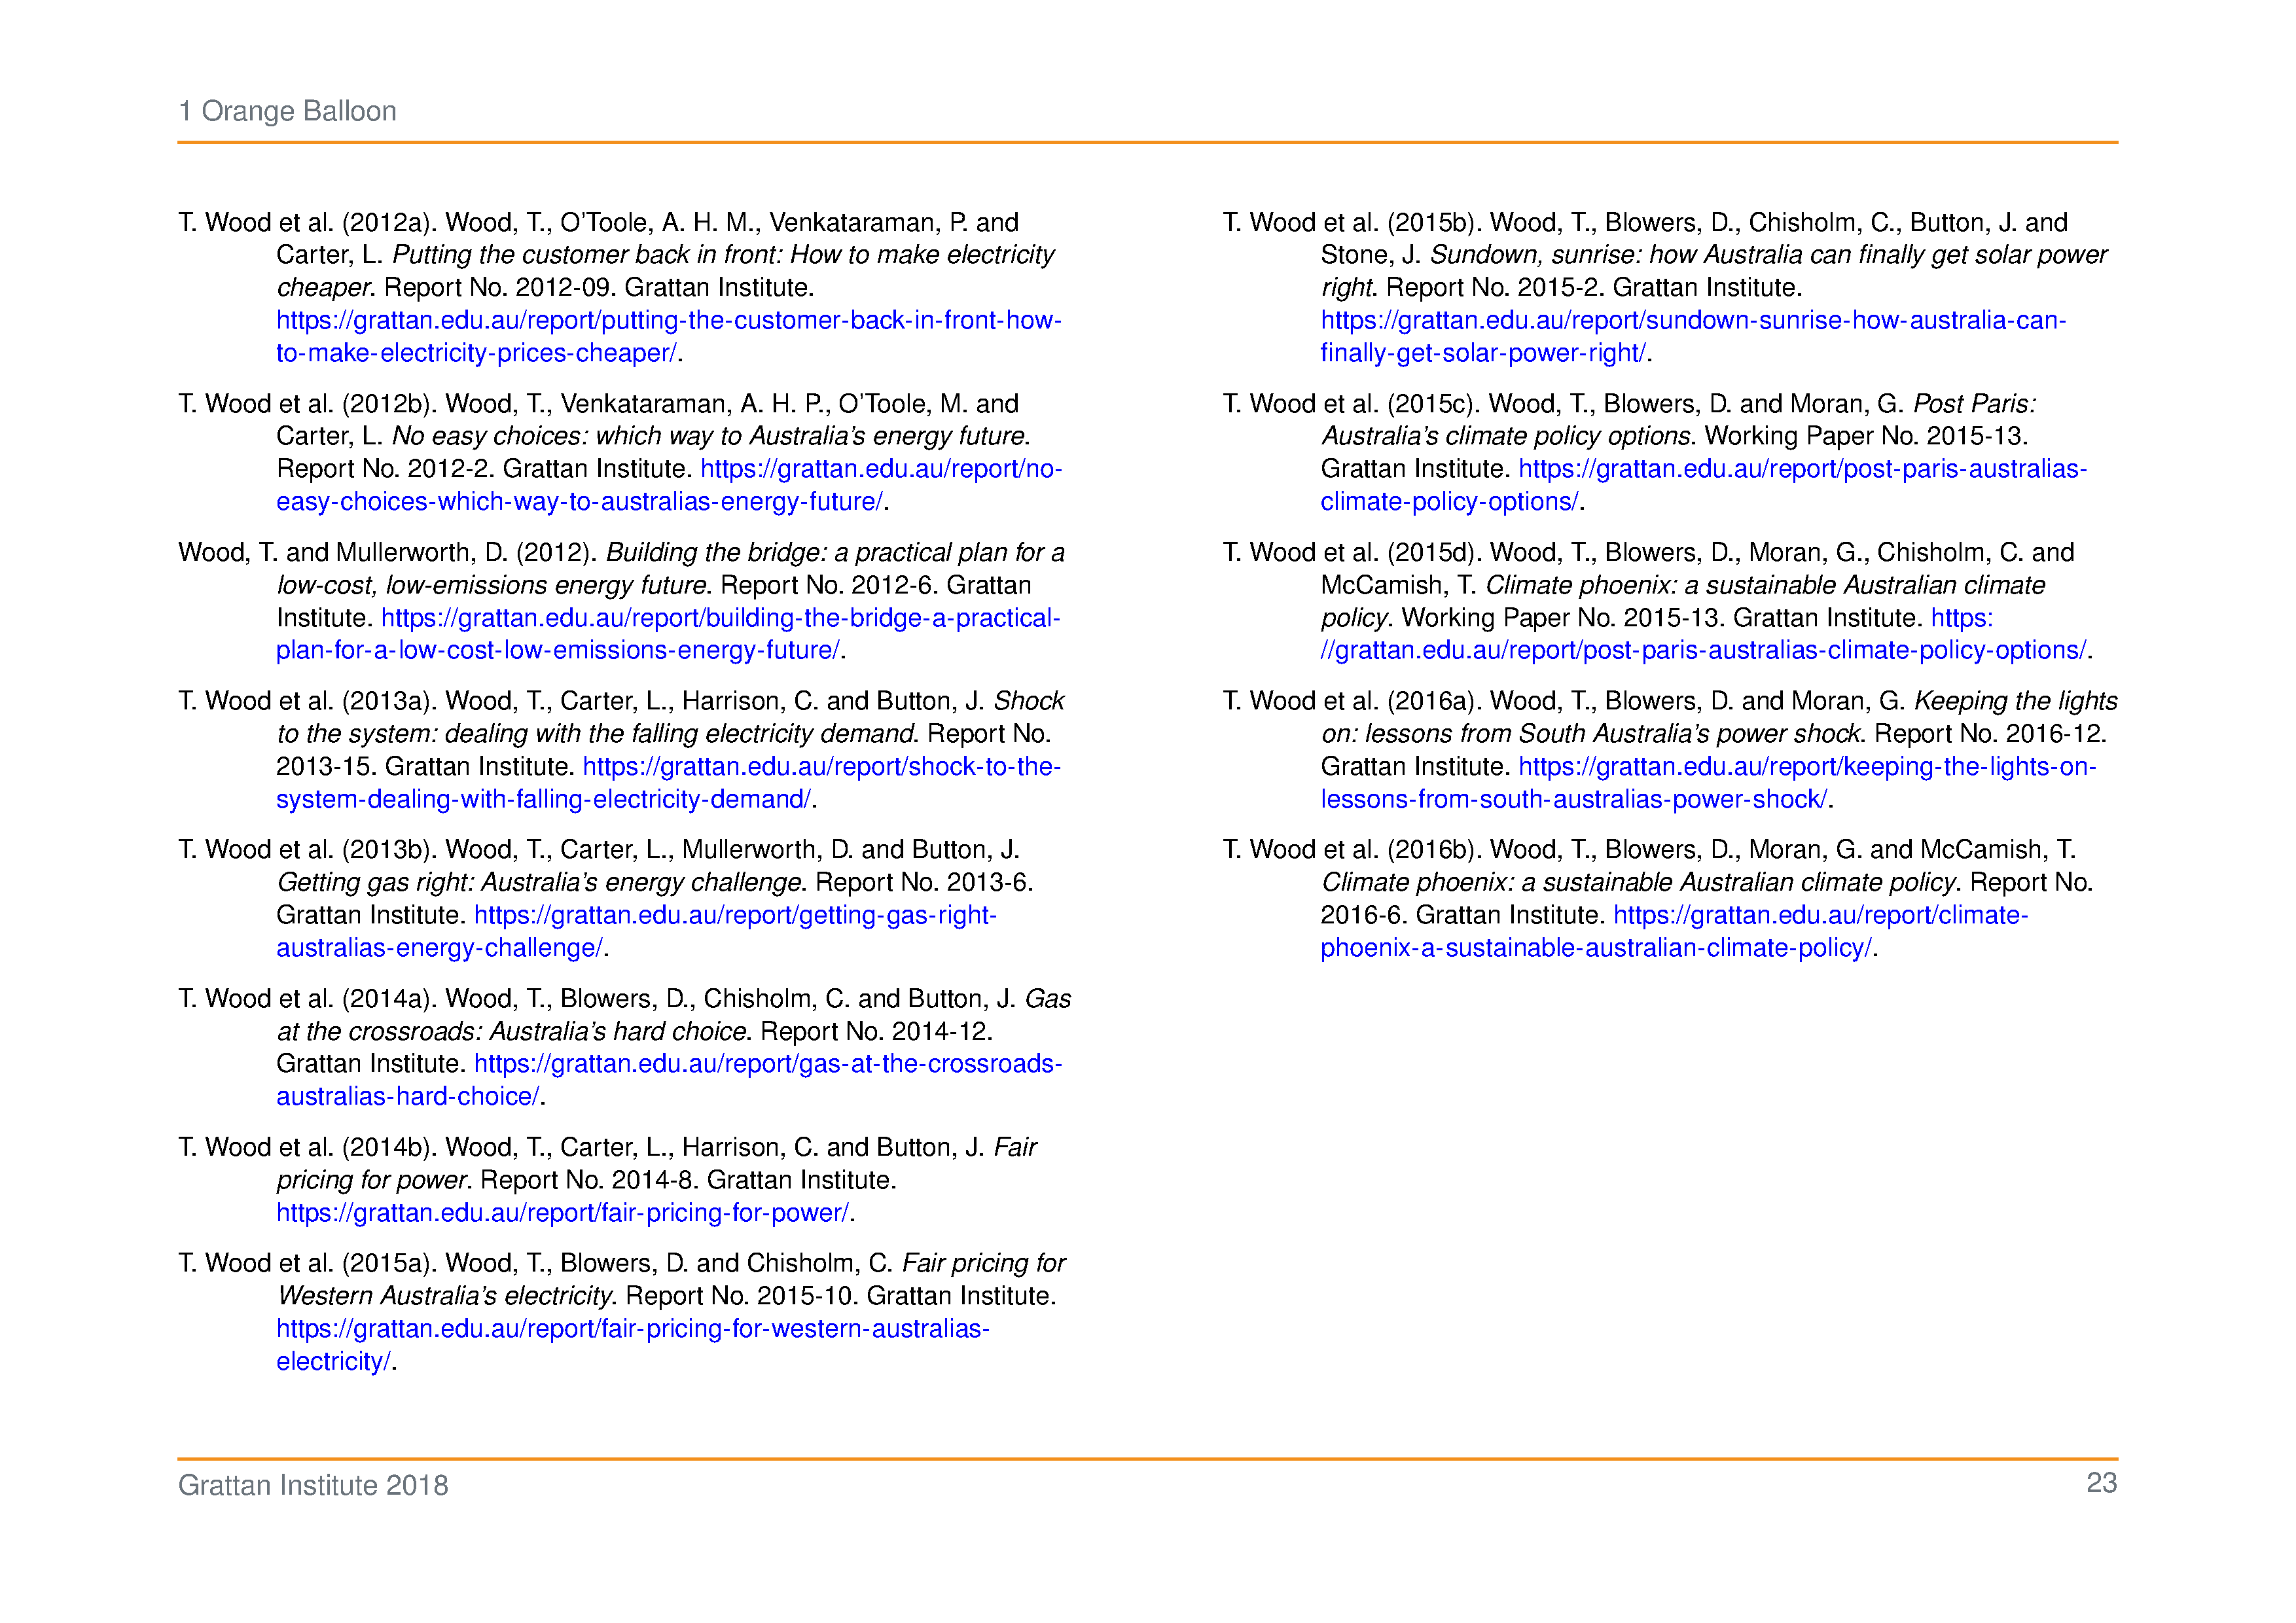 1 Orange Balloon
T. Wood et al. (2012a). Wood, T., O'Toole, A. H. M., Venkataraman, P. and
Carter, L. Putting the customer back in front: How to make electricity
cheaper. Report No. 2012-09. Grattan Institute.
https://grattan.edu.au/report/putting-the-customer-back-in-front-how-
to-make-electricity-prices-cheaper/.
T. Wood et al. (2012b). Wood, T., Venkataraman, A. H. P., O'Toole, M. and
Carter, L. No easy choices: which way to Australia's energy future.
Report No. 2012-2. Grattan Institute. https://grattan.edu.au/report/no-
easy-choices-which-way-to-australias-energy-future/.
Wood, T. and Mullerworth, D. (2012). Building the bridge: a practical plan for a
low-cost, low-emissions energy future. Report No. 2012-6. Grattan
Institute. https://grattan.edu.au/report/building-the-bridge-a-practical-
plan-for-a-low-cost-low-emissions-energy-future/.
T. Wood et al. (2013a). Wood, T., Carter, L., Harrison, C. and Button, J. Shock
to the system: dealing with the falling electricity demand. Report No.
2013-15. Grattan Institute. https://grattan.edu.au/report/shock-to-the-
system-dealing-with-falling-electricity-demand/.
T. Wood et al. (2013b). Wood, T., Carter, L., Mullerworth, D. and Button, J.
Getting gas right: Australia's energy challenge. Report No. 2013-6.
Grattan Institute. https://grattan.edu.au/report/getting-gas-right-
australias-energy-challenge/.
T. Wood et al. (2014a). Wood, T., Blowers, D., Chisholm, C. and Button, J. Gas
at the crossroads: Australia's hard choice. Report No. 2014-12.
Grattan Institute. https://grattan.edu.au/report/gas-at-the-crossroads-
australias-hard-choice/.
T. Wood et al. (2014b). Wood, T., Carter, L., Harrison, C. and Button, J. Fair
pricing for power. Report No. 2014-8. Grattan Institute.
https://grattan.edu.au/report/fair-pricing-for-power/.
T. Wood et al. (2015a). Wood, T., Blowers, D. and Chisholm, C. Fair pricing for
Western Australia's electricity. Report No. 2015-10. Grattan Institute.
https://grattan.edu.au/report/fair-pricing-for-western-australias-
electricity/.
T. Wood et al. (2015b). Wood, T., Blowers, D., Chisholm, C., Button, J. and
Stone, J. Sundown, sunrise: how Australia can finally get solar power
right. Report No. 2015-2. Grattan Institute.
https://grattan.edu.au/report/sundown-sunrise-how-australia-can-
finally-get-solar-power-right/.
T. Wood et al. (2015c). Wood, T., Blowers, D. and Moran, G. Post Paris:
Australia's climate policy options. Working Paper No. 2015-13.
Grattan Institute. https://grattan.edu.au/report/post-paris-australias-
climate-policy-options/.
T. Wood et al. (2015d). Wood, T., Blowers, D., Moran, G., Chisholm, C. and
McCamish, T. Climate phoenix: a sustainable Australian climate
policy. Working Paper No. 2015-13. Grattan Institute. https:
//grattan.edu.au/report/post-paris-australias-climate-policy-options/.
T. Wood et al. (2016a). Wood, T., Blowers, D. and Moran, G. Keeping the lights
on: lessons from South Australia's power shock. Report No. 2016-12.
Grattan Institute. https://grattan.edu.au/report/keeping-the-lights-on-
lessons-from-south-australias-power-shock/.
T. Wood et al. (2016b). Wood, T., Blowers, D., Moran, G. and McCamish, T.
Climate phoenix: a sustainable Australian climate policy. Report No.
2016-6. Grattan Institute. https://grattan.edu.au/report/climate-
phoenix-a-sustainable-australian-climate-policy/.
Grattan Institute 2018
23